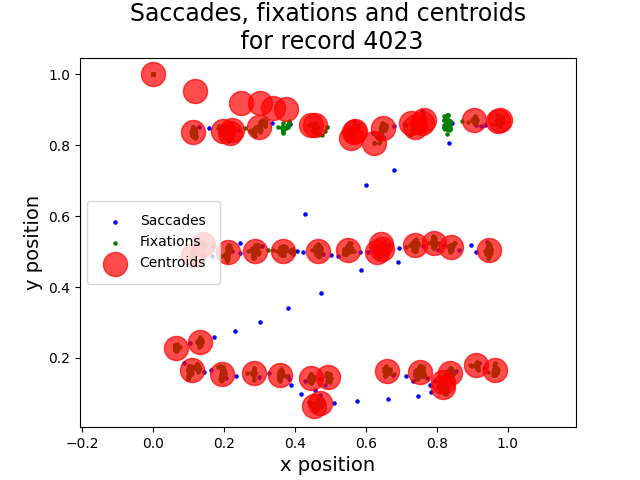 Saccades, fixations and centroids
for record 4023
y position
1.0
0.8
0.6
0.4
0.2
Saccades
Fixations
Centroids
−0.2 0.0 0.2 0.4 0.6 0.8 1.0
x position